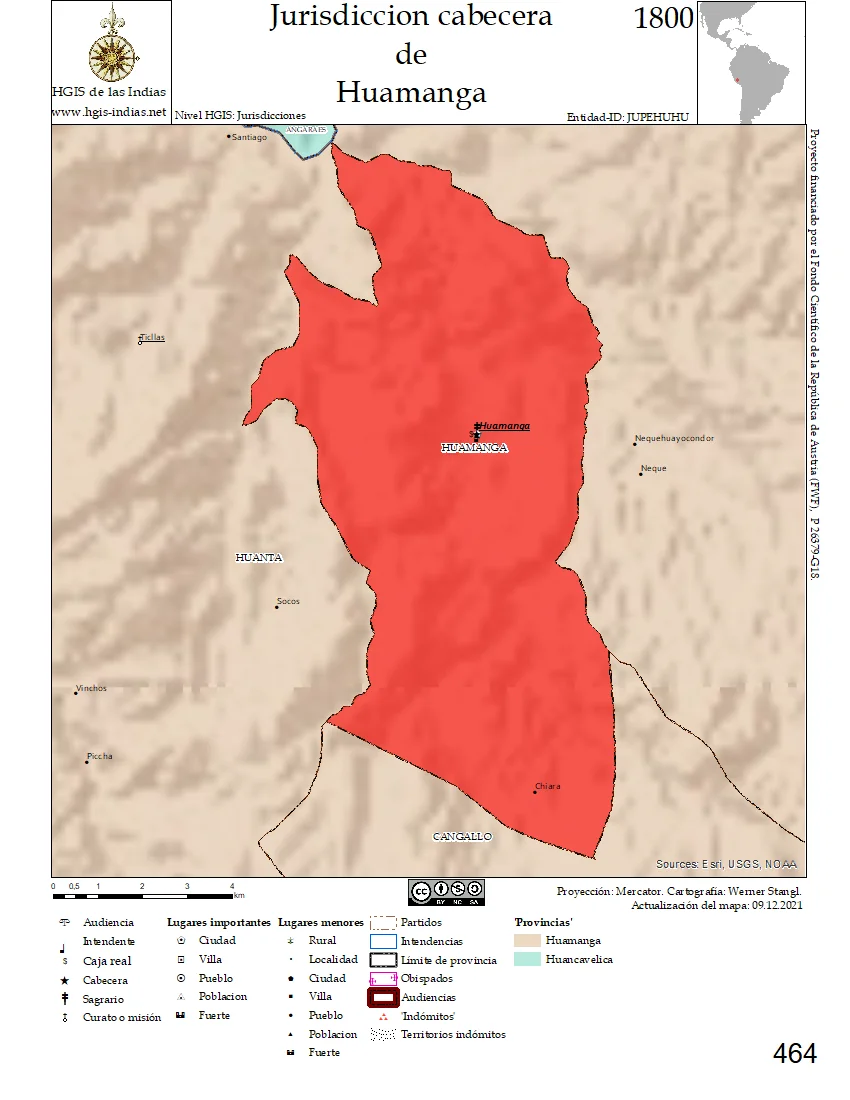 Jurisdiccion cabecera
de
Huamanga
1800
HGIS de las Indias
www.hgis-indias.net
Nivel HGIS: Jurisdicciones
Entidad-ID: JUPEHUHU
ANGARAES
Santiago
Ticllas
Huamanga
HUAMANGA
Nequehuayocondor
Neque
HUANTA
Socos
Vinchos
Piccha
Chiara
CANGALLO
Sources: Esri, USGS, NOAA
Proyecto financiado por el Fondo Científico de la República de Austria (FWF), P 26379-G18.
0 0,5 1 2 3 4
km
CC BY NC SA
Proyección: Mercator. Cartografía: Werner Stangl.
Actualización del mapa: 09.12.2021
Audiencia
Intendente
$ Caja real
Cabecera
Sagrario
Curato o misión
Lugares importantes
Ciudad
Villa
Pueblo
Poblacion
Fuerte
Lugares menores
Rural
Localidad
Ciudad
Villa
Pueblo
Poblacion
Fuerte
Partidos
Intendencias
Límite de provincia
Obispados
Audiencias
'Indómitos'
Territorios indómitos
'Provincias'
Huamanga
Huancavelica
464